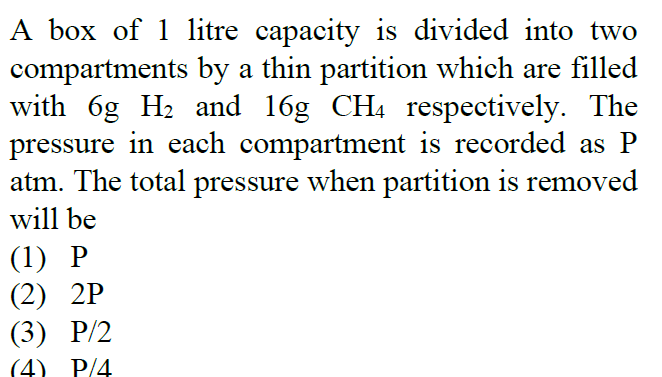 A box of 1 litre capacity is divided into two
compartments by a thin partition which are filled
with 6g H₂ and 16g CH₄ respectively. The
pressure in each compartment is recorded as P
atm. The total pressure when partition is removed
will be
(1) P
(2) 2P
(3) P/2
(4) P/4